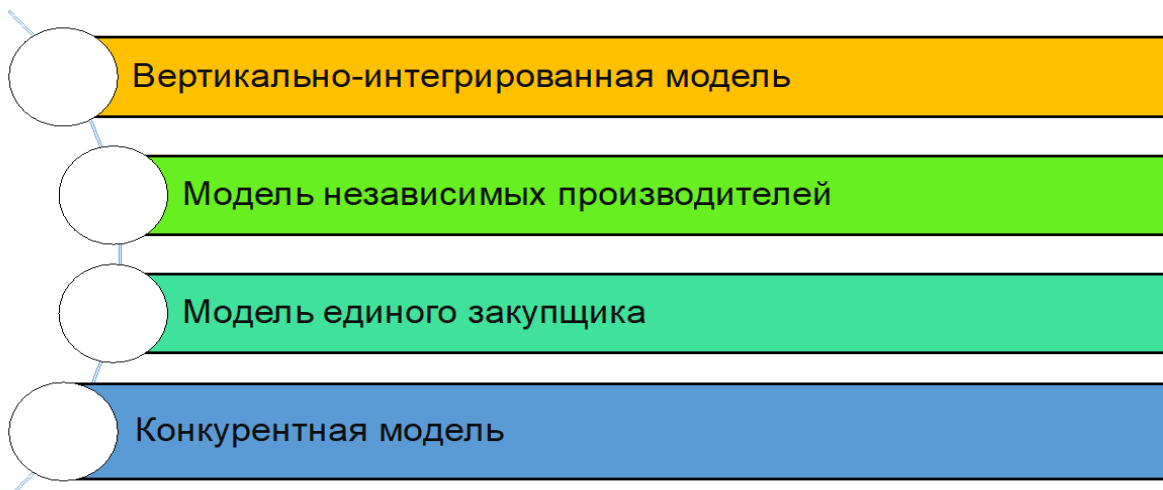 Вертикально-интегрированная модель
Модель независимых производителей
Модель единого закупщика
Конкурентная модель